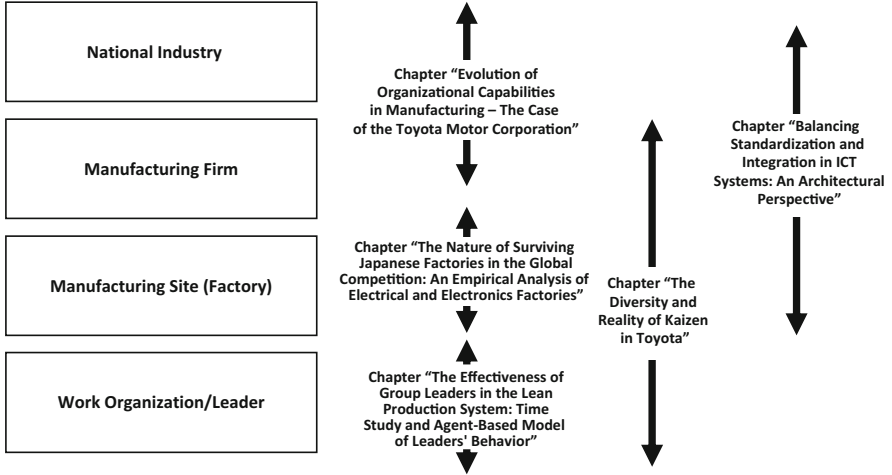 National Industry
Manufacturing Firm
Manufacturing Site (Factory)
Work Organization/Leader
Chapter “Evolution of
Organizational Capabilities
in Manufacturing – The Case
of the Toyota Motor Corporation”
Chapter “The Nature of Surviving
Japanese Factories in the Global
Competition: An Empirical Analysis of
Electrical and Electronics Factories”
Chapter “The Effectiveness of
Group Leaders in the Lean
Production System: Time
Study and Agent-Based Model
of Leaders' Behavior”
Chapter “The
Diversity and
Reality of Kaizen
in Toyota”
Chapter “Balancing
Standardization and
Integration in ICT
Systems: An Architectural
Perspective”